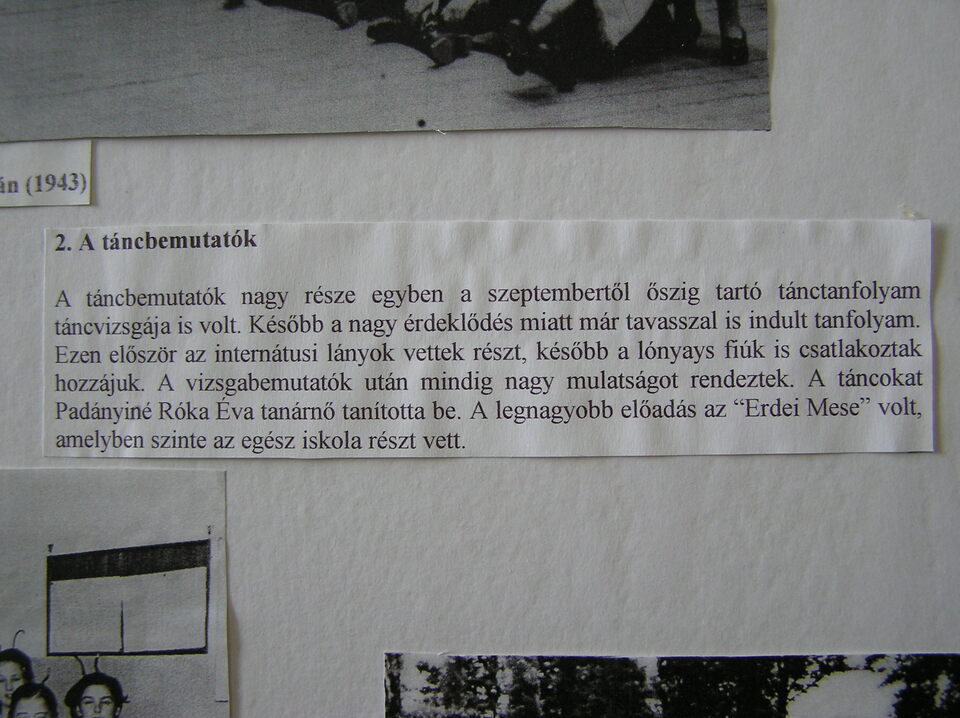 án (1943)
2. A táncbemutatók
A táncbemutatók nagy része egyben a szeptembertől őszig tartó tánctanfolyam
táncvizsgája is volt. Később a nagy érdeklődés miatt már tavasszal is indult tanfolyam.
Ezen először az internátusi lányok vettek részt, később a lónyays fiúk is csatlakoztak
hozzájuk. A vizsgabemutatók után mindig nagy mulatságot rendeztek. A táncokat
Padányiné Róka Éva tanárnő tanította be. A legnagyobb előadás az “Erdei Mese” volt,
amelyben szinte az egész iskola részt vett.